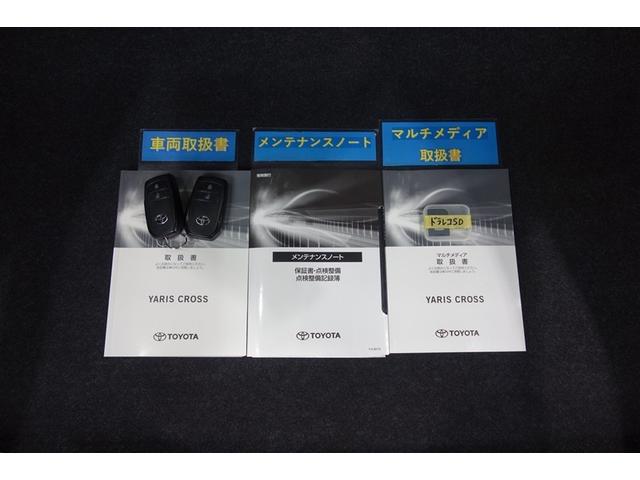 車両取扱書
メンテナンスノート
マルチメディア
取扱書
取扱書
YARIS CROSS
TOYOTA
メンテナンスノート
保証書・点検整備
点検整備記録簿
TOYOTA
ドラレコSD
マルチメディア
取扱書
YARIS CROSS
TOYOTA